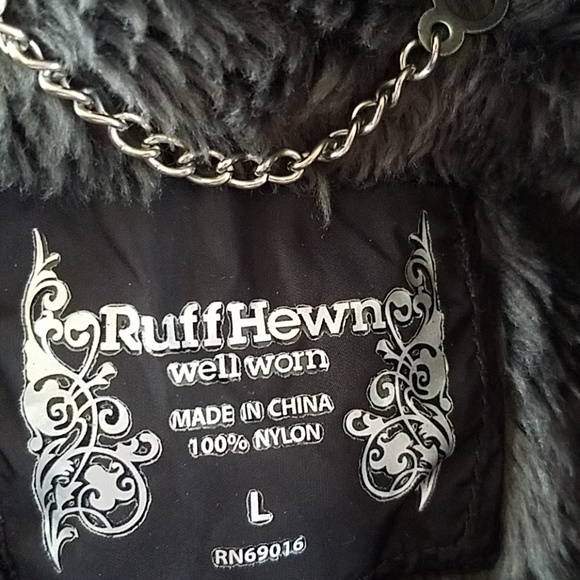 RuffHewn
well worn
MADE IN CHINA
100% NYLON
L
RN69016